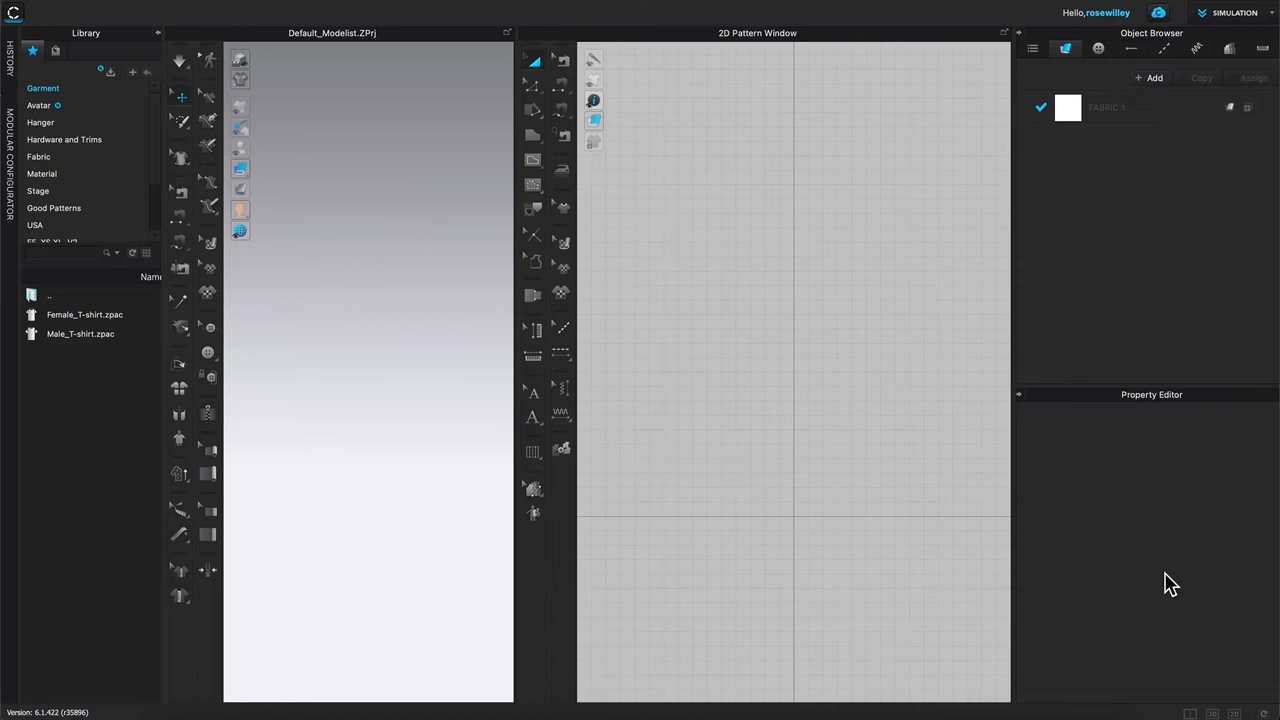 Hello, rosewilley
SIMULATION
Library
Default_Modelist.ZPrj
2D Pattern Window
Object Browser
HISTORY
MODULAR CONFIGURATOR
Garment
Avatar
Hanger
Hardware and Trims
Fabric
Material
Stage
Good Patterns
USA
Name
..
Female_T-shirt.zpac
Male_T-shirt.zpac
+ Add
Copy
Assign
FABRIC 1
Property Editor
Version: 6.1.422 (r35896)
3D
2D